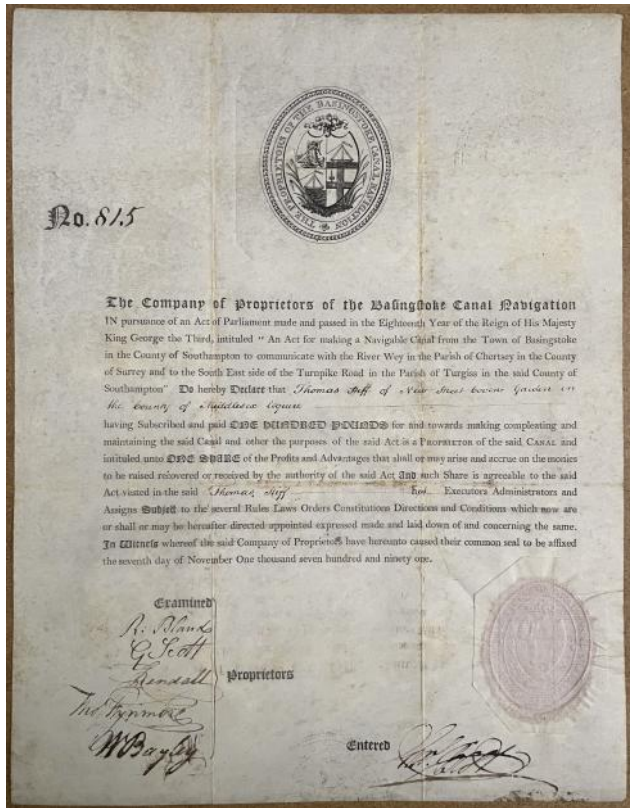 THE PROPRIETORS OF THE BASINGSTOKE CANAL NAVIGATION
No. 815
The Company of Proprietors of the Basingstoke Canal Navigation
IN pursuance of an Act of Parliament made and passed in the Eighteenth Year of the Reign of His Majesty
King George the Third, intituled "An Act for making a Navigable Canal from the Town of Basingstoke
in the County of Southampton to communicate with the River Wey in the Parish of Chertsey in the County
of Surrey and to the South East side of the Turnpike Road in the Parish of Turgiss in the said County of
Southampton" Do hereby Declare that Thomas Stiff of New Street Covent Garden in
the County of Middlesex Esquire
having Subscribed and paid ONE HUNDRED POUNDS for and towards making compleating and
maintaining the said Canal and other the purposes of the said Act is a PROPRIETOR of the said CANAL and
intituled unto ONE SHARE of the Profits and Advantages that shall or may arise and accrue on the monies
to be raised recovered or received by the authority of the said Act And such Share is agreeable to the said
Act vested in the said Thomas Stiff his Executors Administrators and
Assigns Subject to the several Rules Laws Orders Constitutions Directions and Conditions which now are
or shall or may be hereafter directed appointed expressed made and laid down of and concerning the same.
In Witness whereof the said Company of Proprietors have hereunto caused their common seal to be affixed
the seventh day of November One thousand seven hundred and ninety one.
Examined
R. Bland
G Scott
Kendall
Proprietors
W Bayley
Entered